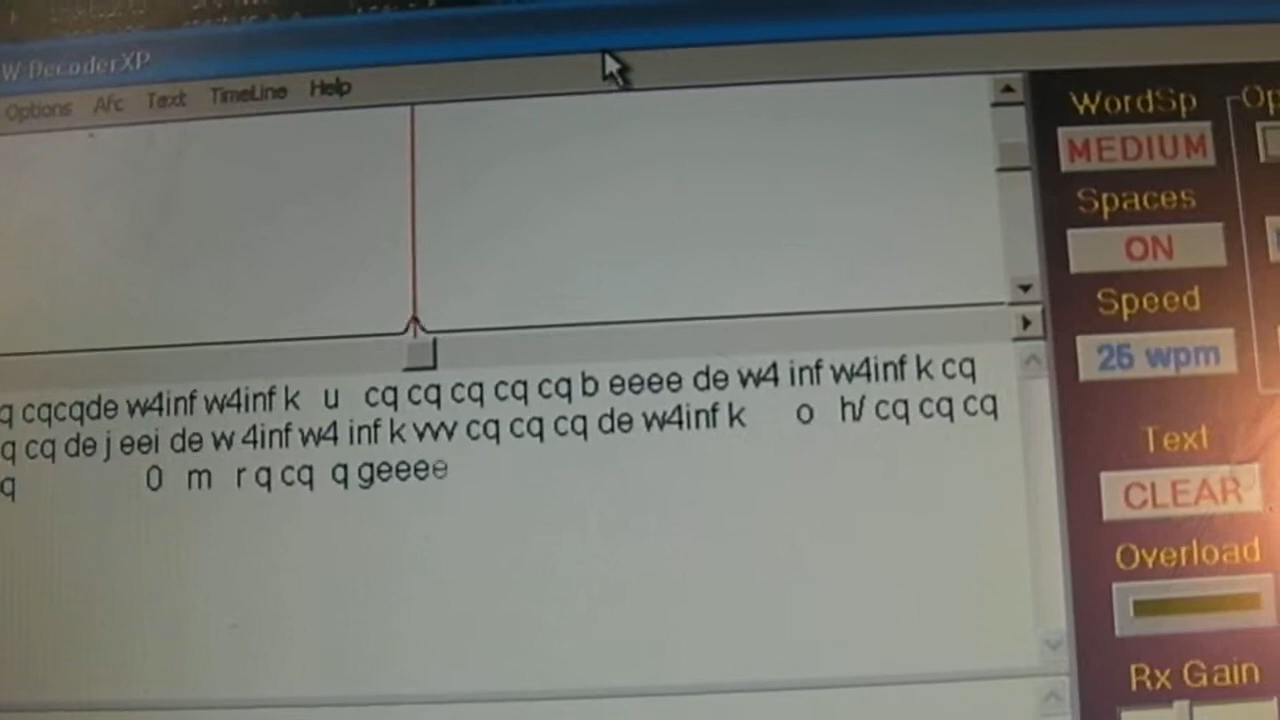 W DecoderXP
Options Afc Text TimeLine Help
q cqcqde w4inf w4inf k u cq cq cq cq cq b eeee de w4 inf w4inf k cq
q cq de j eei de w 4inf w4 inf k vvv cq cq cq de w4inf k o h/ cq cq cq
q 0 m r q cq q geeee
WordSp
MEDIUM
Spaces
ON
Speed
26 wpm
Text
CLEAR
Overload
Rx Gain
Op